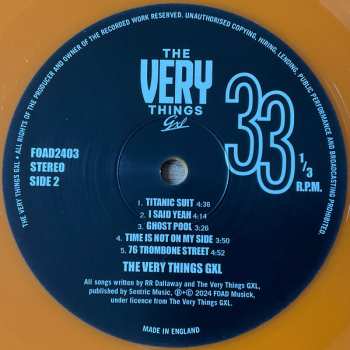 ALL RIGHTS OF THE PRODUCER AND OWNER OF THE RECORDED WORK RESERVED. UNAUTHORISED COPYING, HIRING, LENDING, PUBLIC PERFORMANCE AND BROADCASTING PROHIBITED.
THE VERY THINGS GXL •
THE
VERY
THINGS
GXL
33
1/3
R.P.M.
FOAD2403
STEREO
SIDE 2
1. TITANIC SUIT 4:38
2. I SAID YEAH 4:14
3. GHOST POOL 3:26
4. TIME IS NOT ON MY SIDE 3:50
5. 76 TROMBONE STREET 4:52
THE VERY THINGS GXL
All songs written by RR Dallaway and The Very Things GXL,
published by Sentric Music. Ⓟ © 2024 FOAD Musick,
under licence from The Very Things GXL.
MADE IN ENGLAND